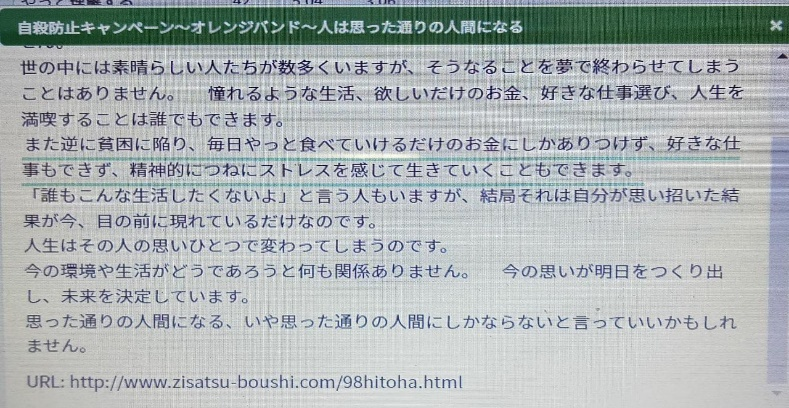 自殺防止キャンペーン～オレンジバンド～人は思った通りの人間になる
世の中には素晴らしい人たちが数多くいますが、そうなることを夢で終わらせてしまう
ことはありません。　憧れるような生活、欲しいだけのお金、好きな仕事選び、人生を
満喫することは誰でもできます。
また逆に貧困に陥り、毎日やっと食べていけるだけのお金にしかありつけず、好きな仕
事もできず、精神的につねにストレスを感じて生きていくこともできます。
「誰もこんな生活したくないよ」と言う人もいますが、結局それは自分が思い招いた結
果が今、目の前に現れているだけなのです。
人生はその人の思いひとつで変わってしまうのです。
今の環境や生活がどうであろうと何も関係ありません。　今の思いが明日をつくり出
し、未来を決定しています。
思った通りの人間になる、いや思った通りの人間にしかならないと言っていいかもしれ
ません。
URL: http://www.zisatsu-boushi.com/98hitoha.html